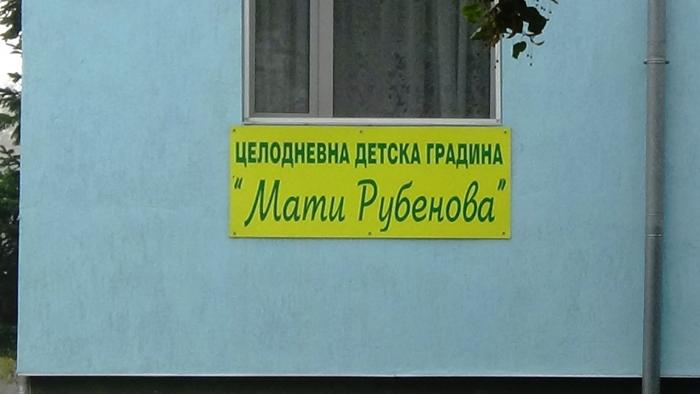 ЦЕЛОДНЕВНА ДЕТСКА ГРАДИНА
"Мати Рубенова"